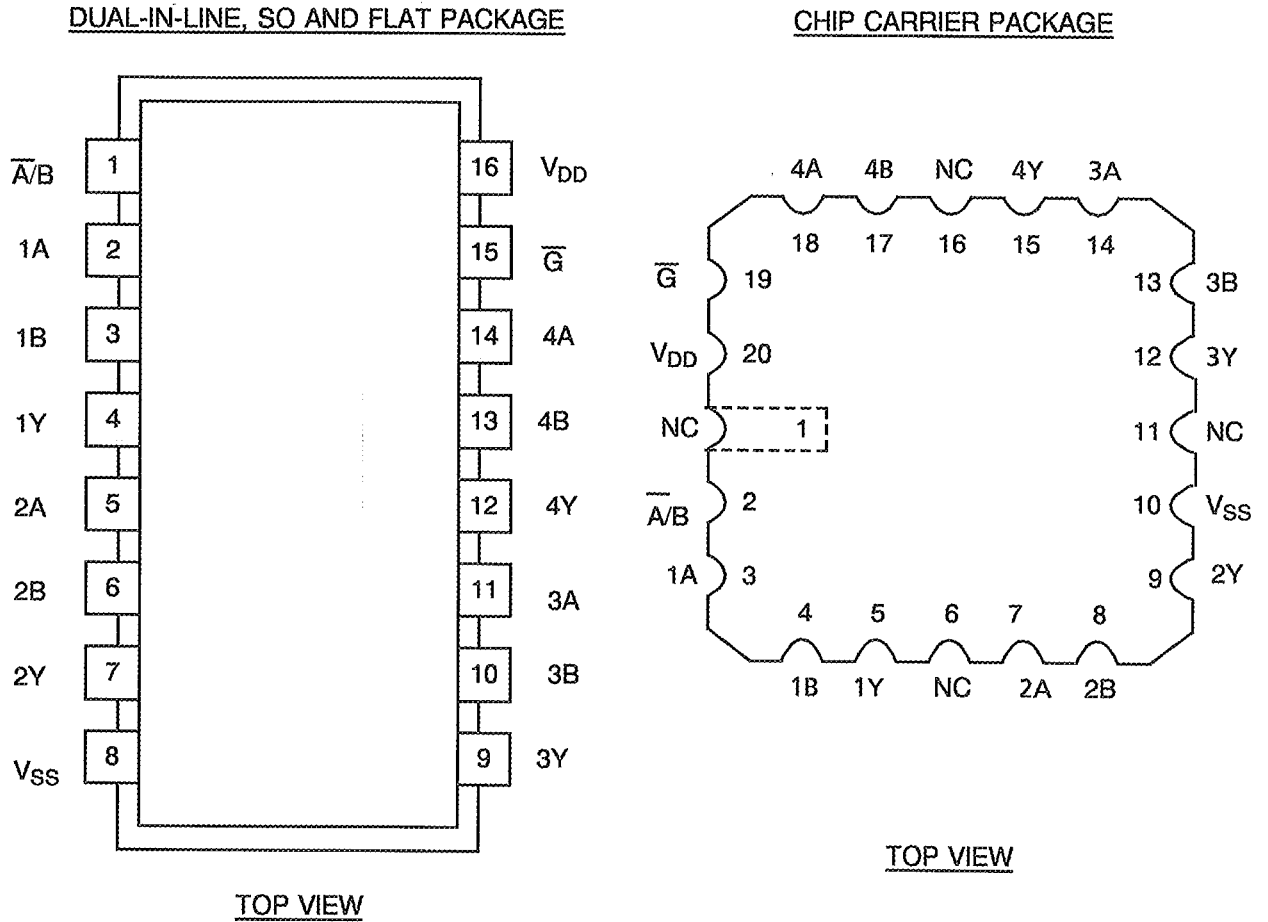 DUAL-IN-LINE, SO AND FLAT PACKAGE
A̅/B 1 16 VDD
1A 2 15 G̅
1B 3 14 4A
1Y 4 13 4B
2A 5 12 4Y
2B 6 11 3A
2Y 7 10 3B
VSS 8 9 3Y
TOP VIEW
CHIP CARRIER PACKAGE
4A 4B NC 4Y 3A
18 17 16 15 14
G̅ 19 13 3B
VDD 20 12 3Y
NC 1 11 NC
A̅/B 2 10 VSS
1A 3 9 2Y
4 5 6 7 8
1B 1Y NC 2A 2B
TOP VIEW